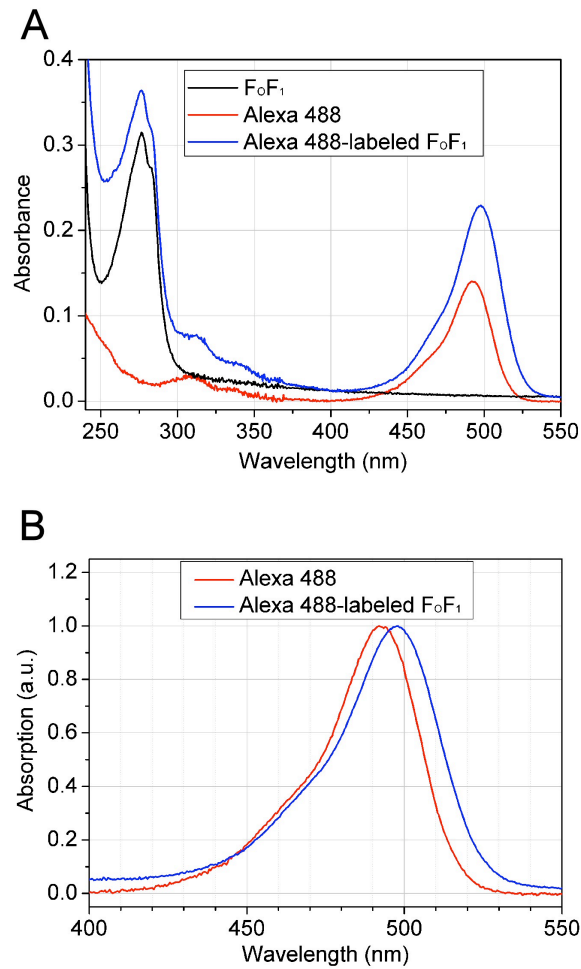 A
0.4
0.3
0.2
0.1
0.0
Absorbance
FOF1
Alexa 488
Alexa 488-labeled FOF1
250 300 350 400 450 500 550
Wavelength (nm)
B
1.2
1.0
0.8
0.6
0.4
0.2
0.0
Absorption (a.u.)
Alexa 488
Alexa 488-labeled FOF1
400 450 500 550
Wavelength (nm)